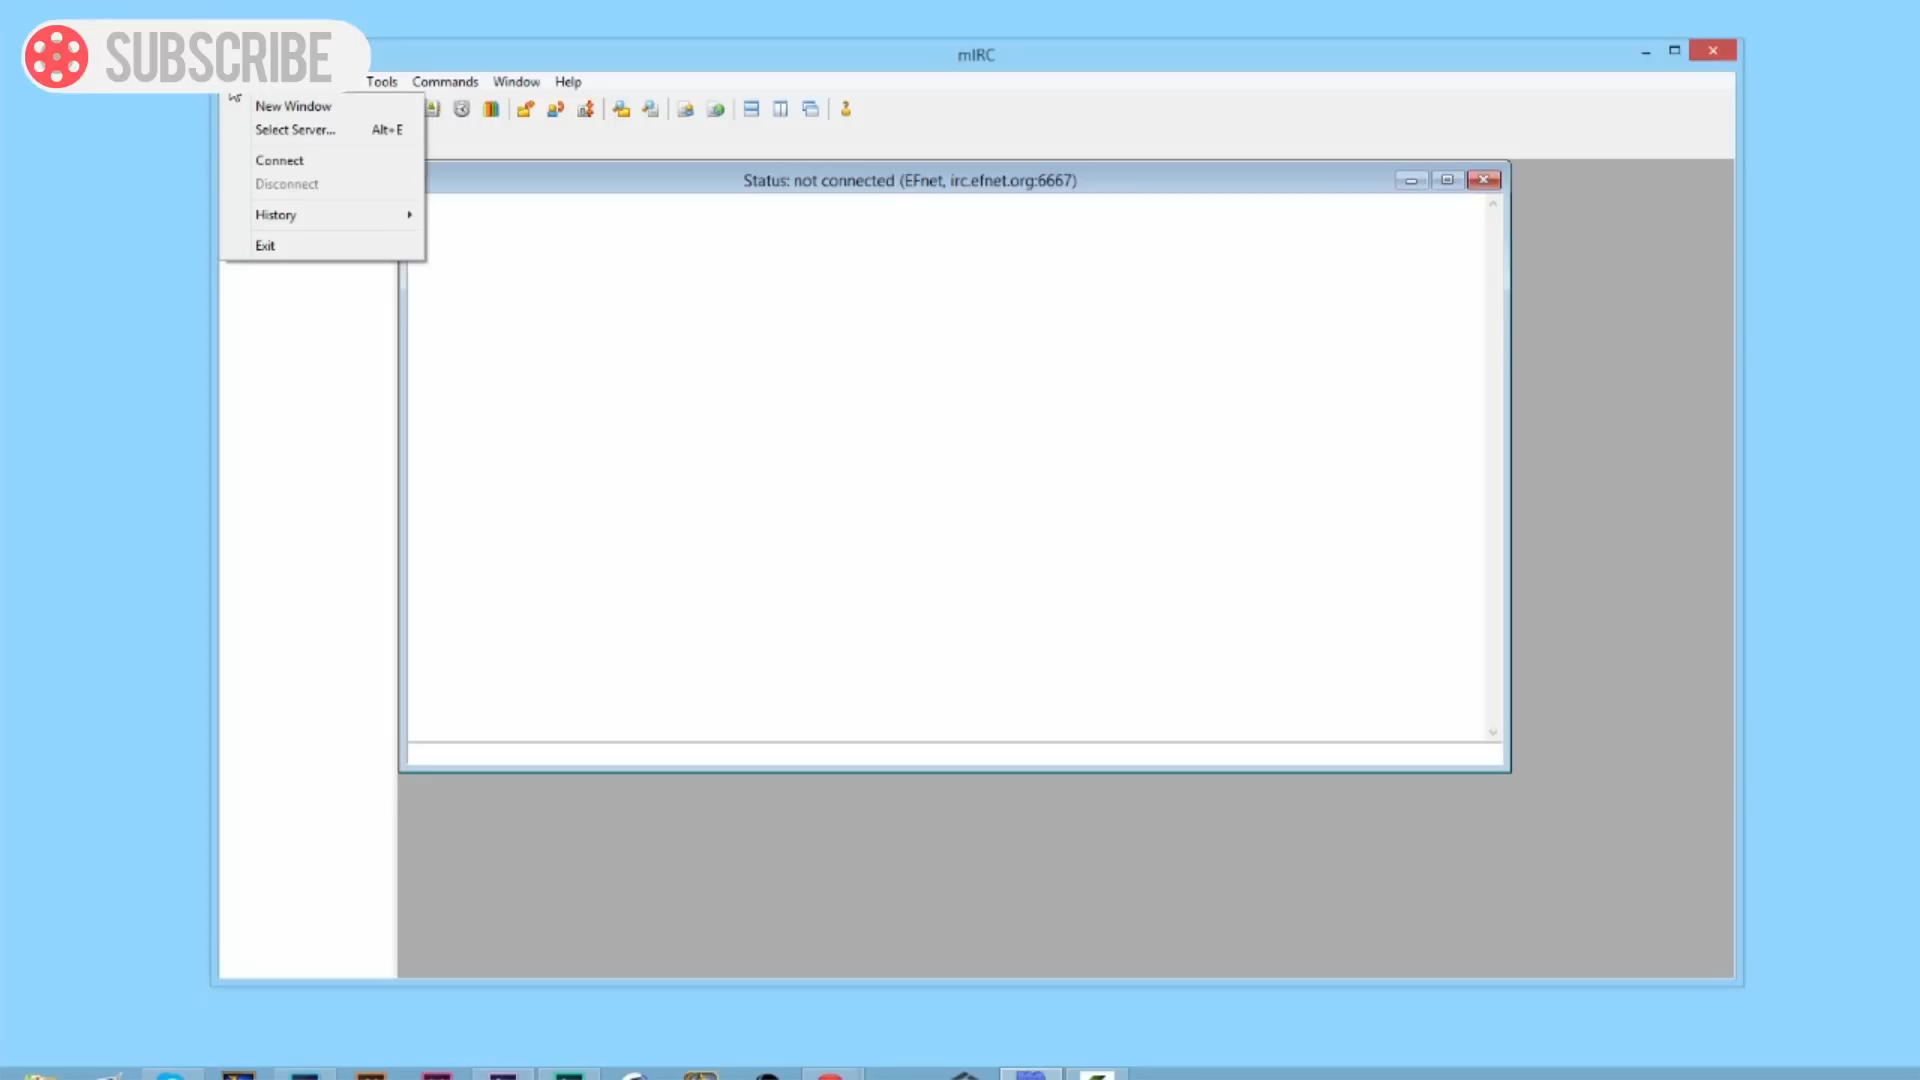 SUBSCRIBE
mIRC
Tools Commands Window Help
New Window
Select Server... Alt+E
Connect
Disconnect
History
Exit
Status: not connected (EFnet, irc.efnet.org:6667)